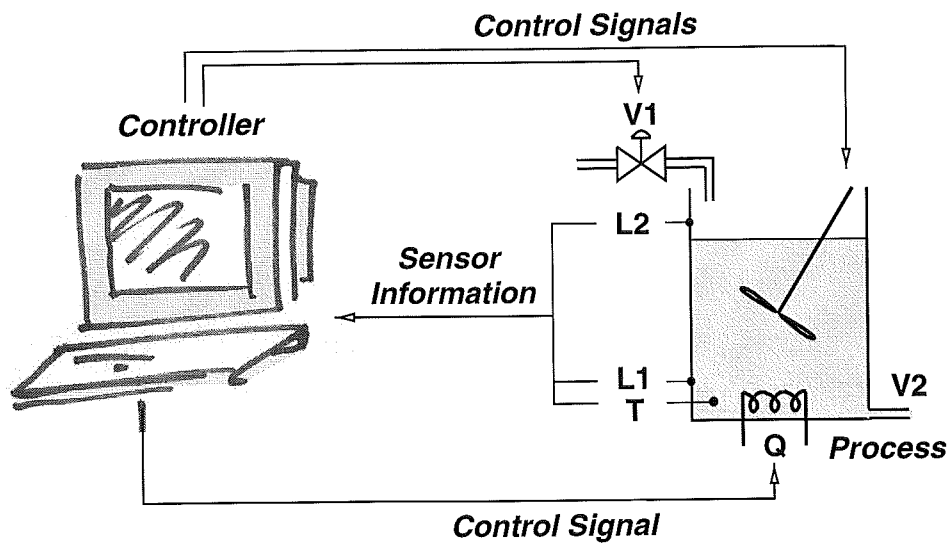 Control Signals
Controller
V1
L2
Sensor
Information
L1
T
V2
Q
Process
Control Signal